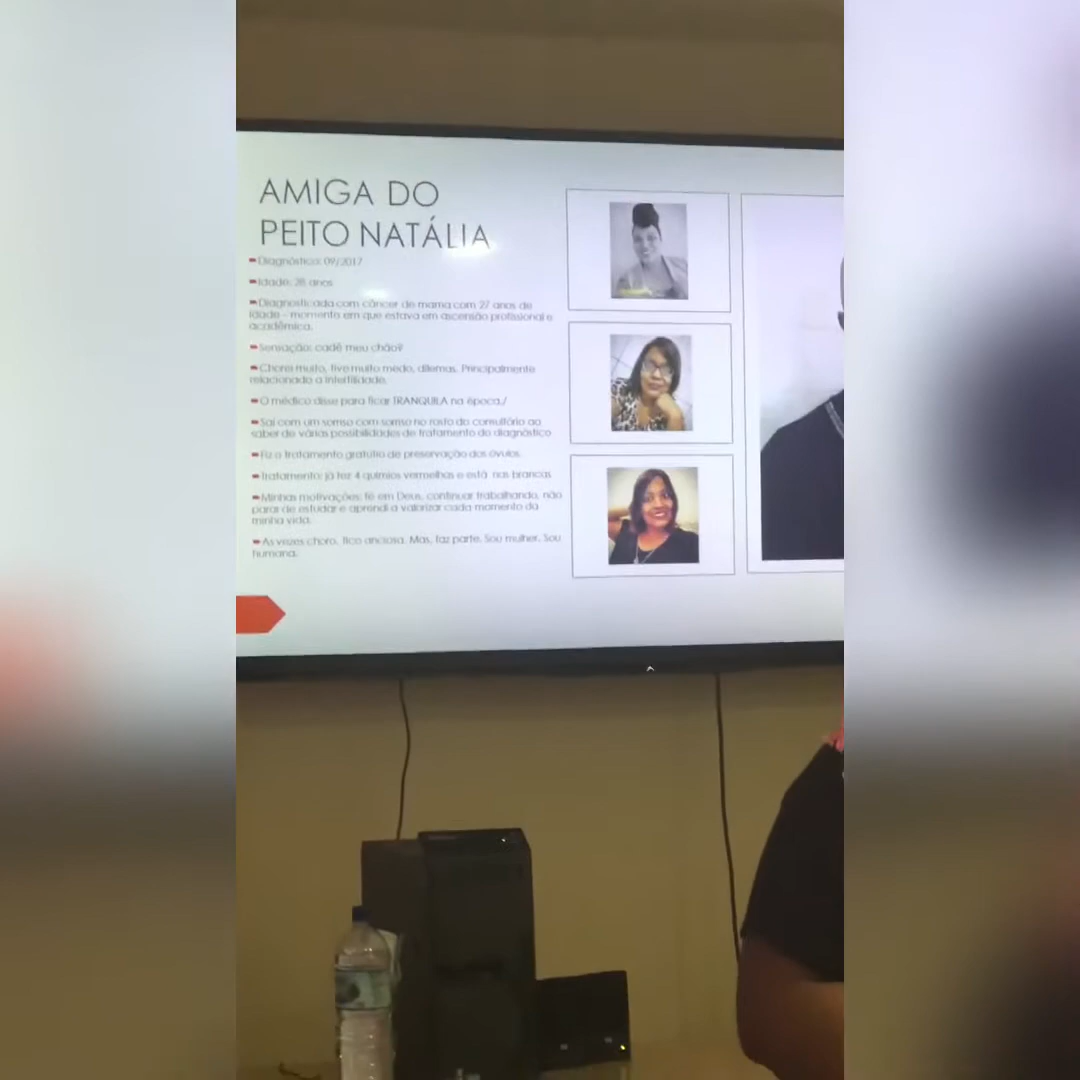 AMIGA DO
PEITO NATÁLIA
Diagnóstico: 09/2017
Idade: 28 anos
Diagnosticada com câncer de mama com 27 anos de
idade - momento em que estava em ascensão profissional e
acadêmica.
Sensação: cadê meu chão?
Chorei muito, tive muito medo, dilemas. Principalmente
relacionado a infertilidade.
O médico disse para ficar TRANQUILA na época./
Saí com um sorriso com sorriso no rosto do consultório ao
saber de várias possibilidades de tratamento do diagnóstico
Fiz o tratamento gratuito de preservação dos óvulos.
Tratamento: já fez 4 quimios vermelhas e está nas brancas
Minhas motivações: fé em Deus, continuar trabalhando, não
parar de estudar e aprendi a valorizar cada momento da
minha vida.
As vezes choro, fico anciosa. Mas, faz parte. Sou mulher. Sou
humana.